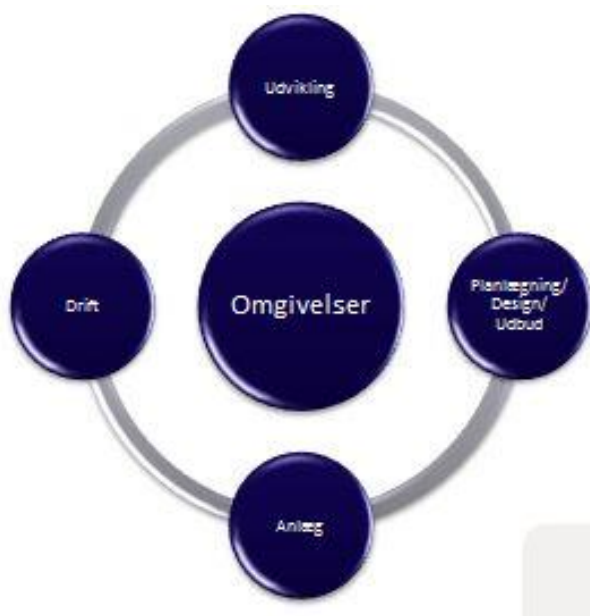 Udvikling
Drift
Omgivelser
Planlægning/
Design/
Udbud
Anlæg